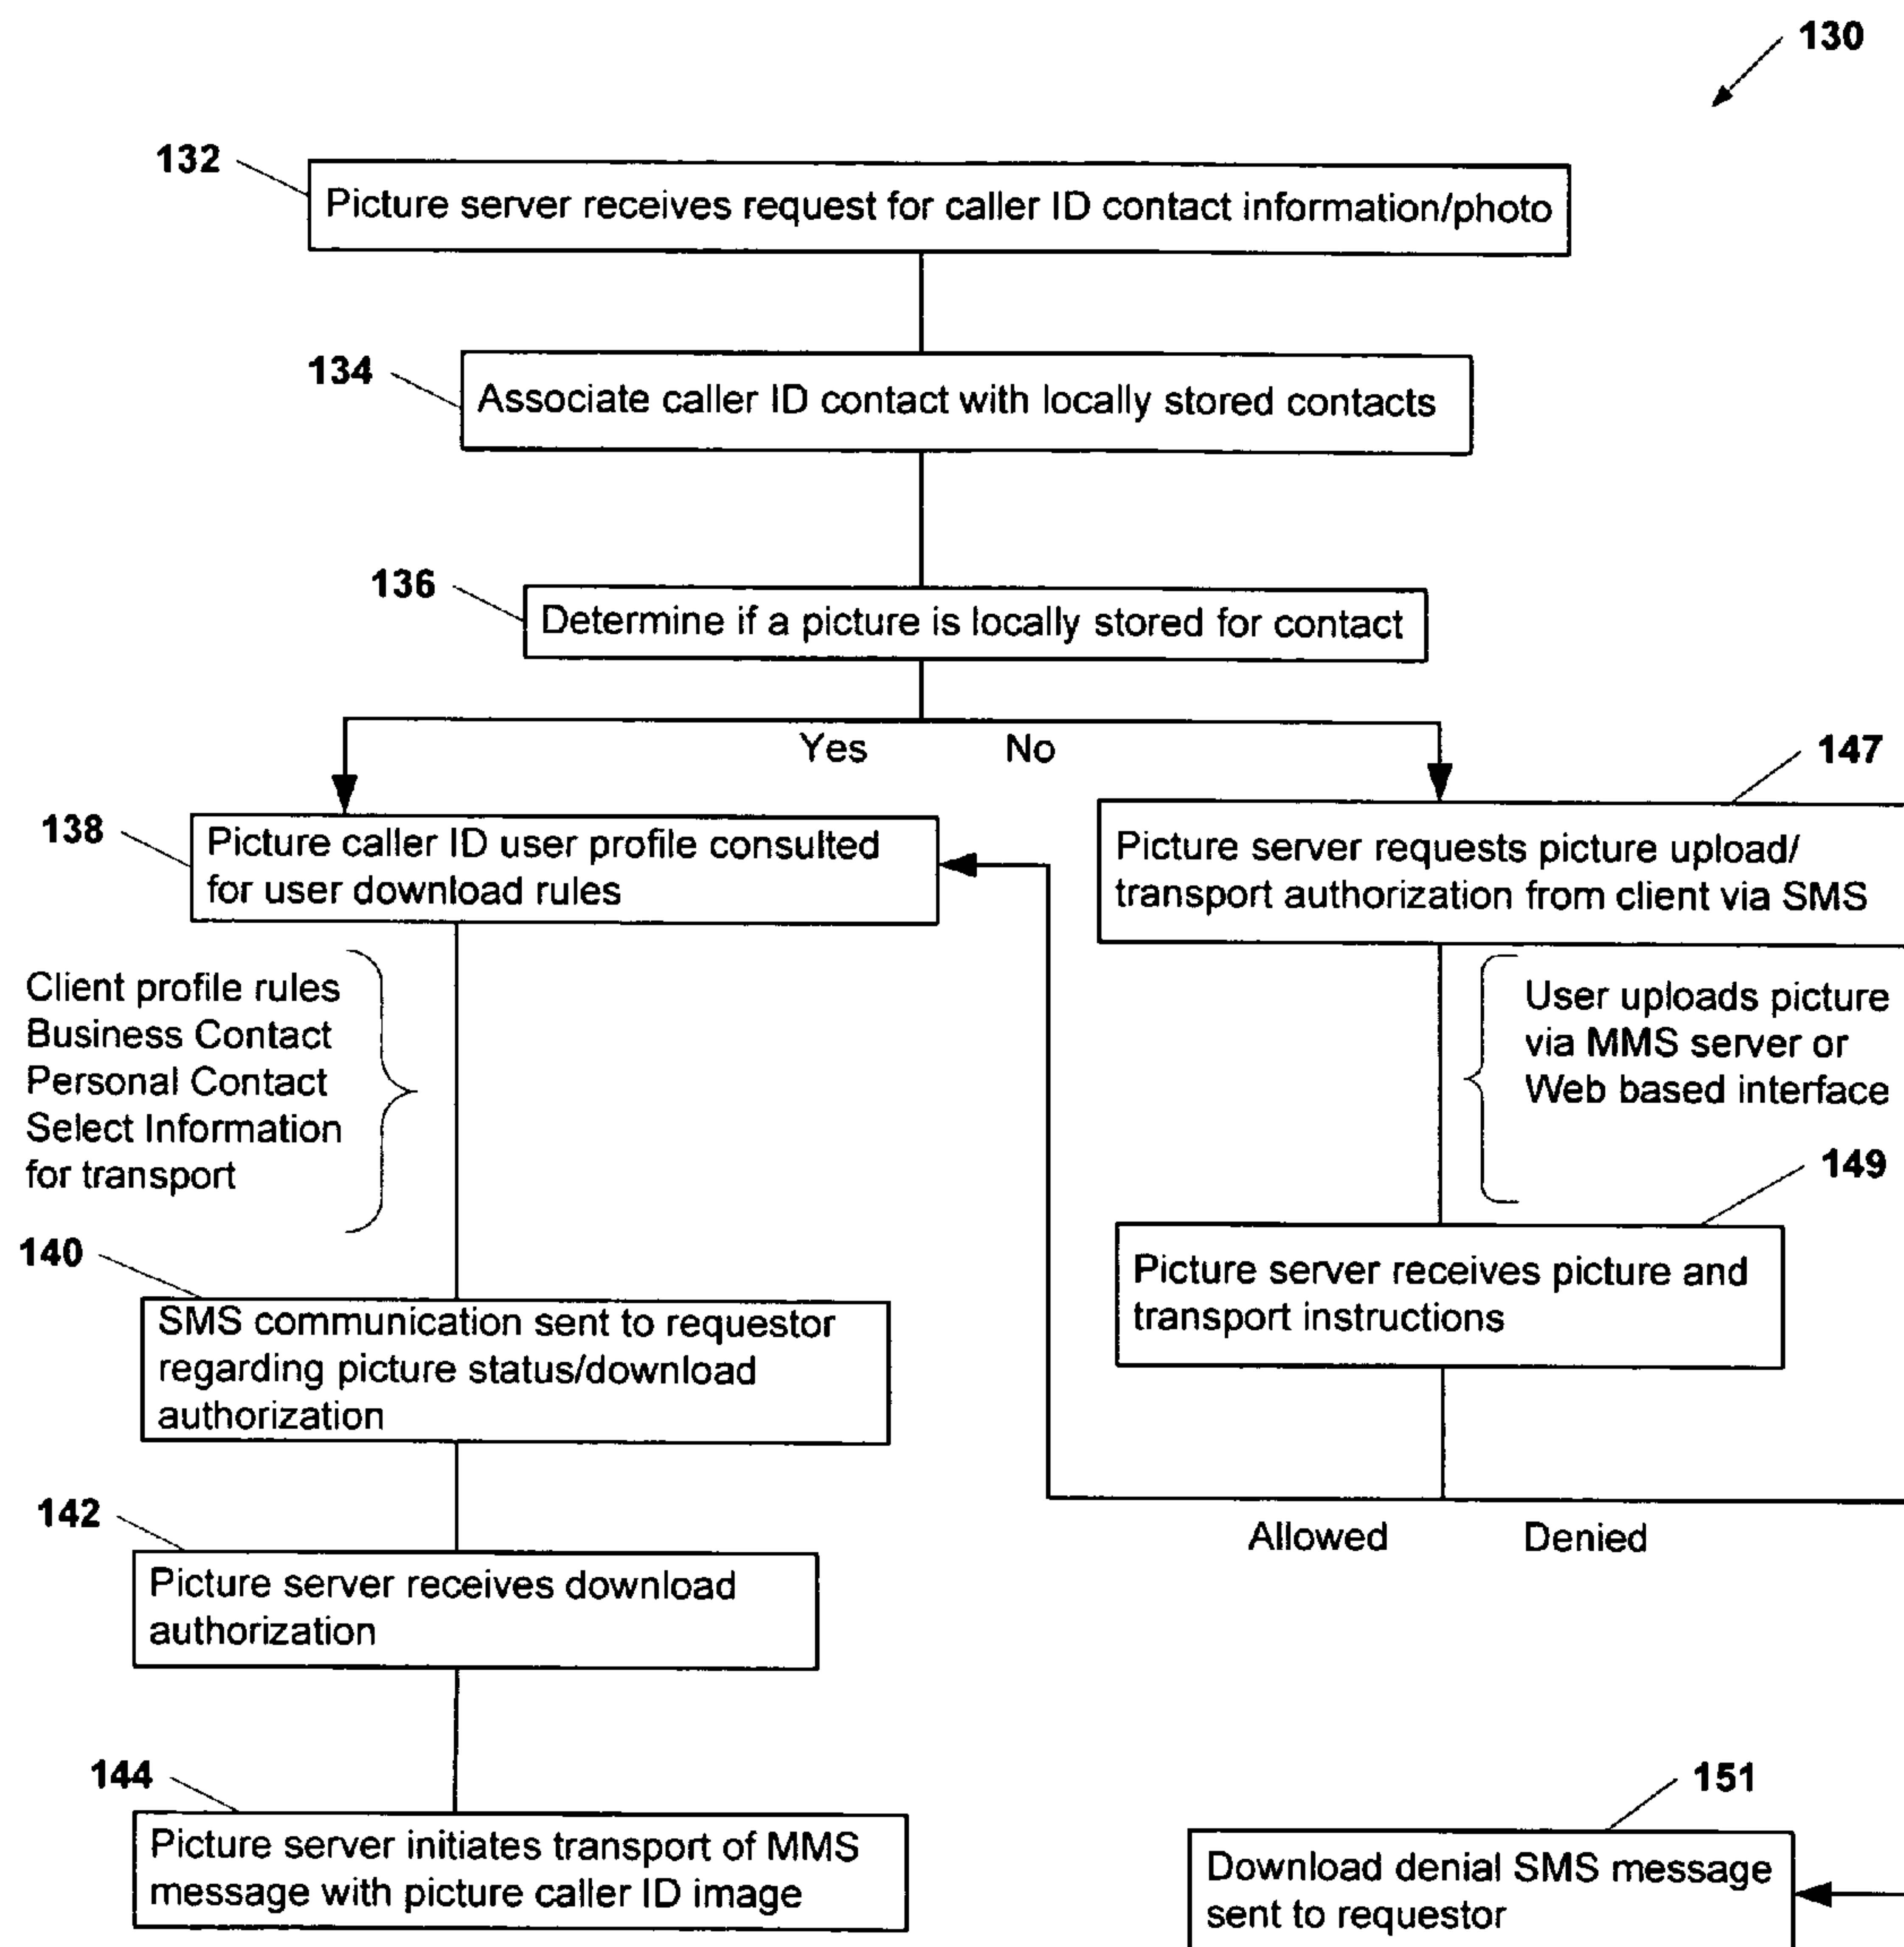 130
132
Picture server receives request for caller ID contact information/photo
134
Associate caller ID contact with locally stored contacts
136
Determine if a picture is locally stored for contact
Yes
No
138
Picture caller ID user profile consulted
for user download rules
147
Picture server requests picture upload/
transport authorization from client via SMS
Client profile rules
Business Contact
Personal Contact
Select Information
for transport
User uploads picture
via MMS server or
Web based interface
149
Picture server receives picture and
transport instructions
140
SMS communication sent to requestor
regarding picture status/download
authorization
Allowed
Denied
142
Picture server receives download
authorization
144
Picture server initiates transport of MMS
message with picture caller ID image
151
Download denial SMS message
sent to requestor